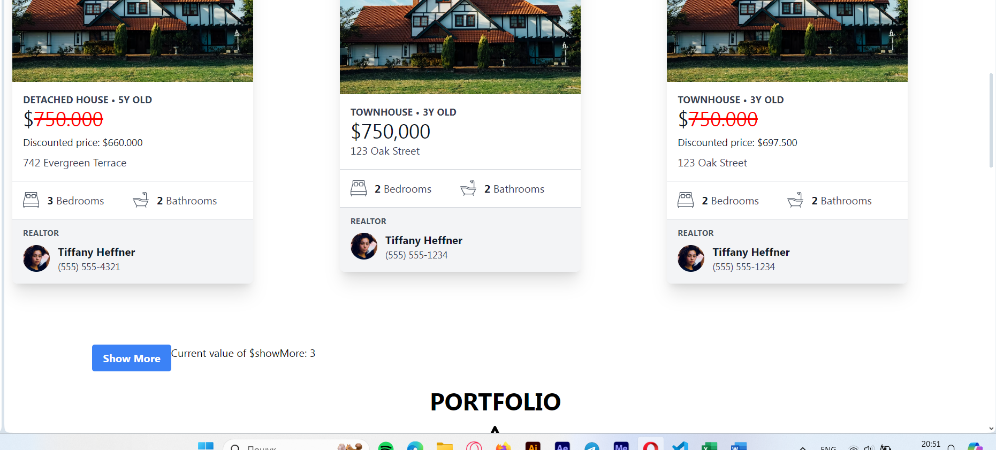 DETACHED HOUSE • 5Y OLD
$750.000
Discounted price: $660.000
742 Evergreen Terrace
3 Bedrooms
2 Bathrooms
REALTOR
Tiffany Heffner
(555) 555-4321
TOWNHOUSE • 3Y OLD
$750,000
123 Oak Street
2 Bedrooms
2 Bathrooms
REALTOR
Tiffany Heffner
(555) 555-1234
TOWNHOUSE • 3Y OLD
$750.000
Discounted price: $697.500
123 Oak Street
2 Bedrooms
2 Bathrooms
REALTOR
Tiffany Heffner
(555) 555-1234
Show More
Current value of $showMore: 3
PORTFOLIO
Ai
Ae
Me
ENG
20:51